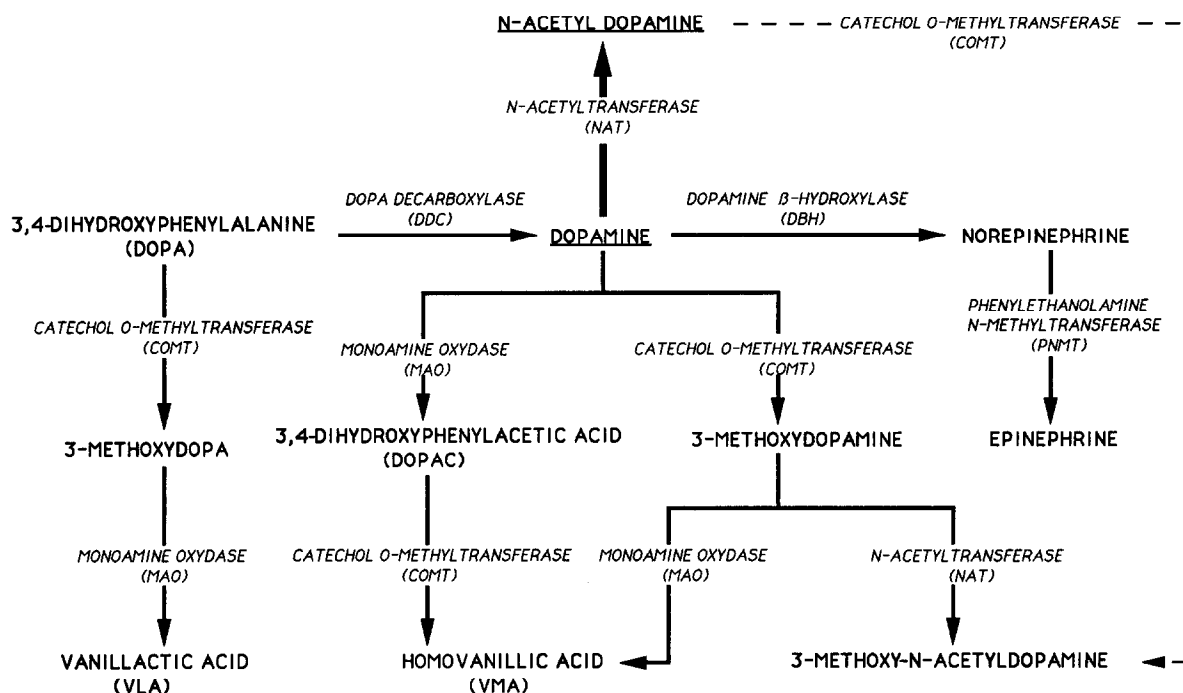 N-ACETYL DOPAMINE
CATECHOL O-METHYLTRANSFERASE
(COMT)
N-ACETYLTRANSFERASE
(NAT)
DOPA DECARBOXYLASE
(DDC)
DOPAMINE ß-HYDROXYLASE
(DBH)
3,4-DIHYDROXYPHENYLALANINE
(DOPA)
DOPAMINE
NOREPINEPHRINE
CATECHOL O-METHYLTRANSFERASE
(COMT)
MONOAMINE OXYDASE
(MAO)
CATECHOL O-METHYLTRANSFERASE
(COMT)
PHENYLETHANOLAMINE
N-METHYLTRANSFERASE
(PNMT)
3-METHOXYDOPA
3,4-DIHYDROXYPHENYLACETIC ACID
(DOPAC)
3-METHOXYDOPAMINE
EPINEPHRINE
MONOAMINE OXYDASE
(MAO)
CATECHOL O-METHYLTRANSFERASE
(COMT)
MONOAMINE OXYDASE
(MAO)
N-ACETYLTRANSFERASE
(NAT)
VANILLACTIC ACID
(VLA)
HOMOVANILLIC ACID
(VMA)
3-METHOXY-N-ACETYLDOPAMINE